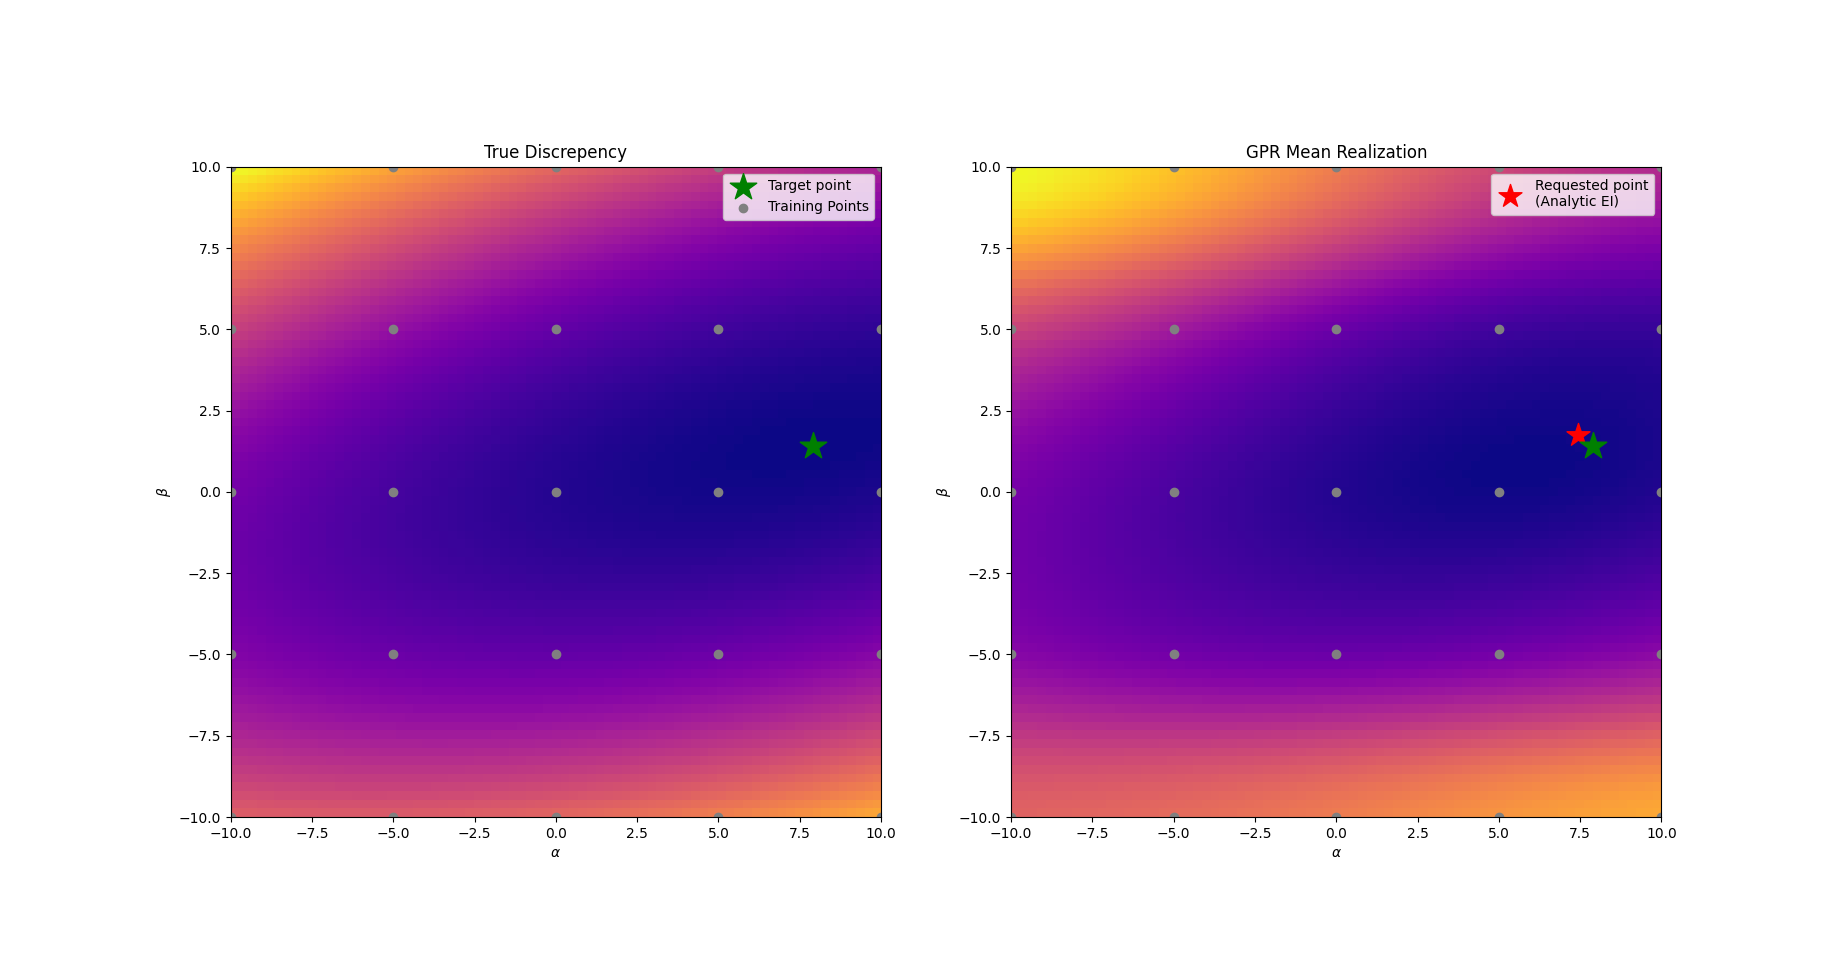 True Discrepency
10.0
7.5
5.0
2.5
0.0
−2.5
−5.0
−7.5
−10.0
β
Target point
Training Points
−10.0 −7.5 −5.0 −2.5 0.0 2.5 5.0 7.5 10.0
α
GPR Mean Realization
10.0
7.5
5.0
2.5
0.0
−2.5
−5.0
−7.5
−10.0
β
Requested point
(Analytic EI)
−10.0 −7.5 −5.0 −2.5 0.0 2.5 5.0 7.5 10.0
α